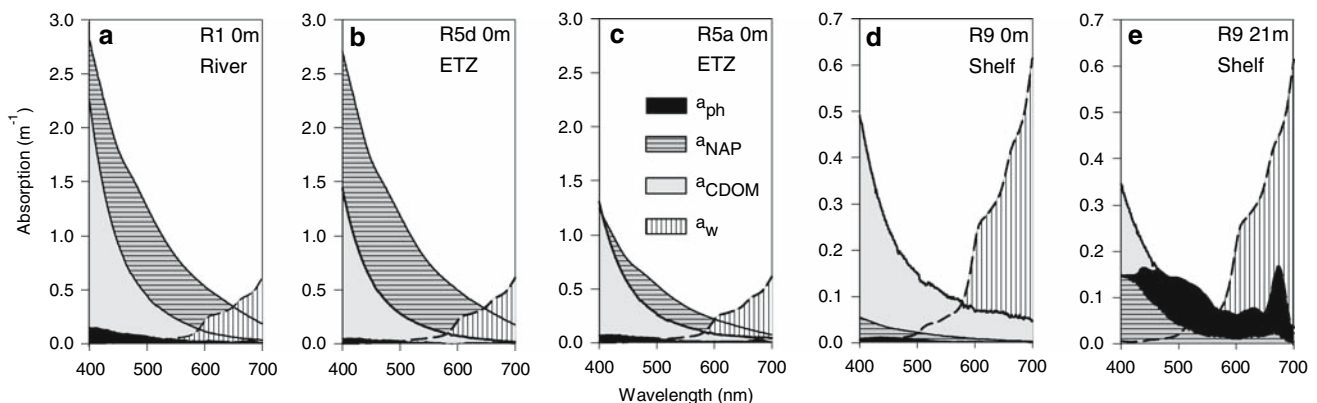 Absorption (m⁻¹)
3.0
2.5
2.0
1.5
1.0
0.5
0.0
a R1 0m
River
400 500 600 700
3.0
2.5
2.0
1.5
1.0
0.5
0.0
b R5d 0m
ETZ
400 500 600 700
3.0
2.5
2.0
1.5
1.0
0.5
0.0
c R5a 0m
ETZ
aph
aNAP
aCDOM
aw
400 500 600 700
0.7
0.6
0.5
0.4
0.3
0.2
0.1
0.0
d R9 0m
Shelf
400 500 600 700
0.7
0.6
0.5
0.4
0.3
0.2
0.1
0.0
e R9 21m
Shelf
400 500 600 700
Wavelength (nm)